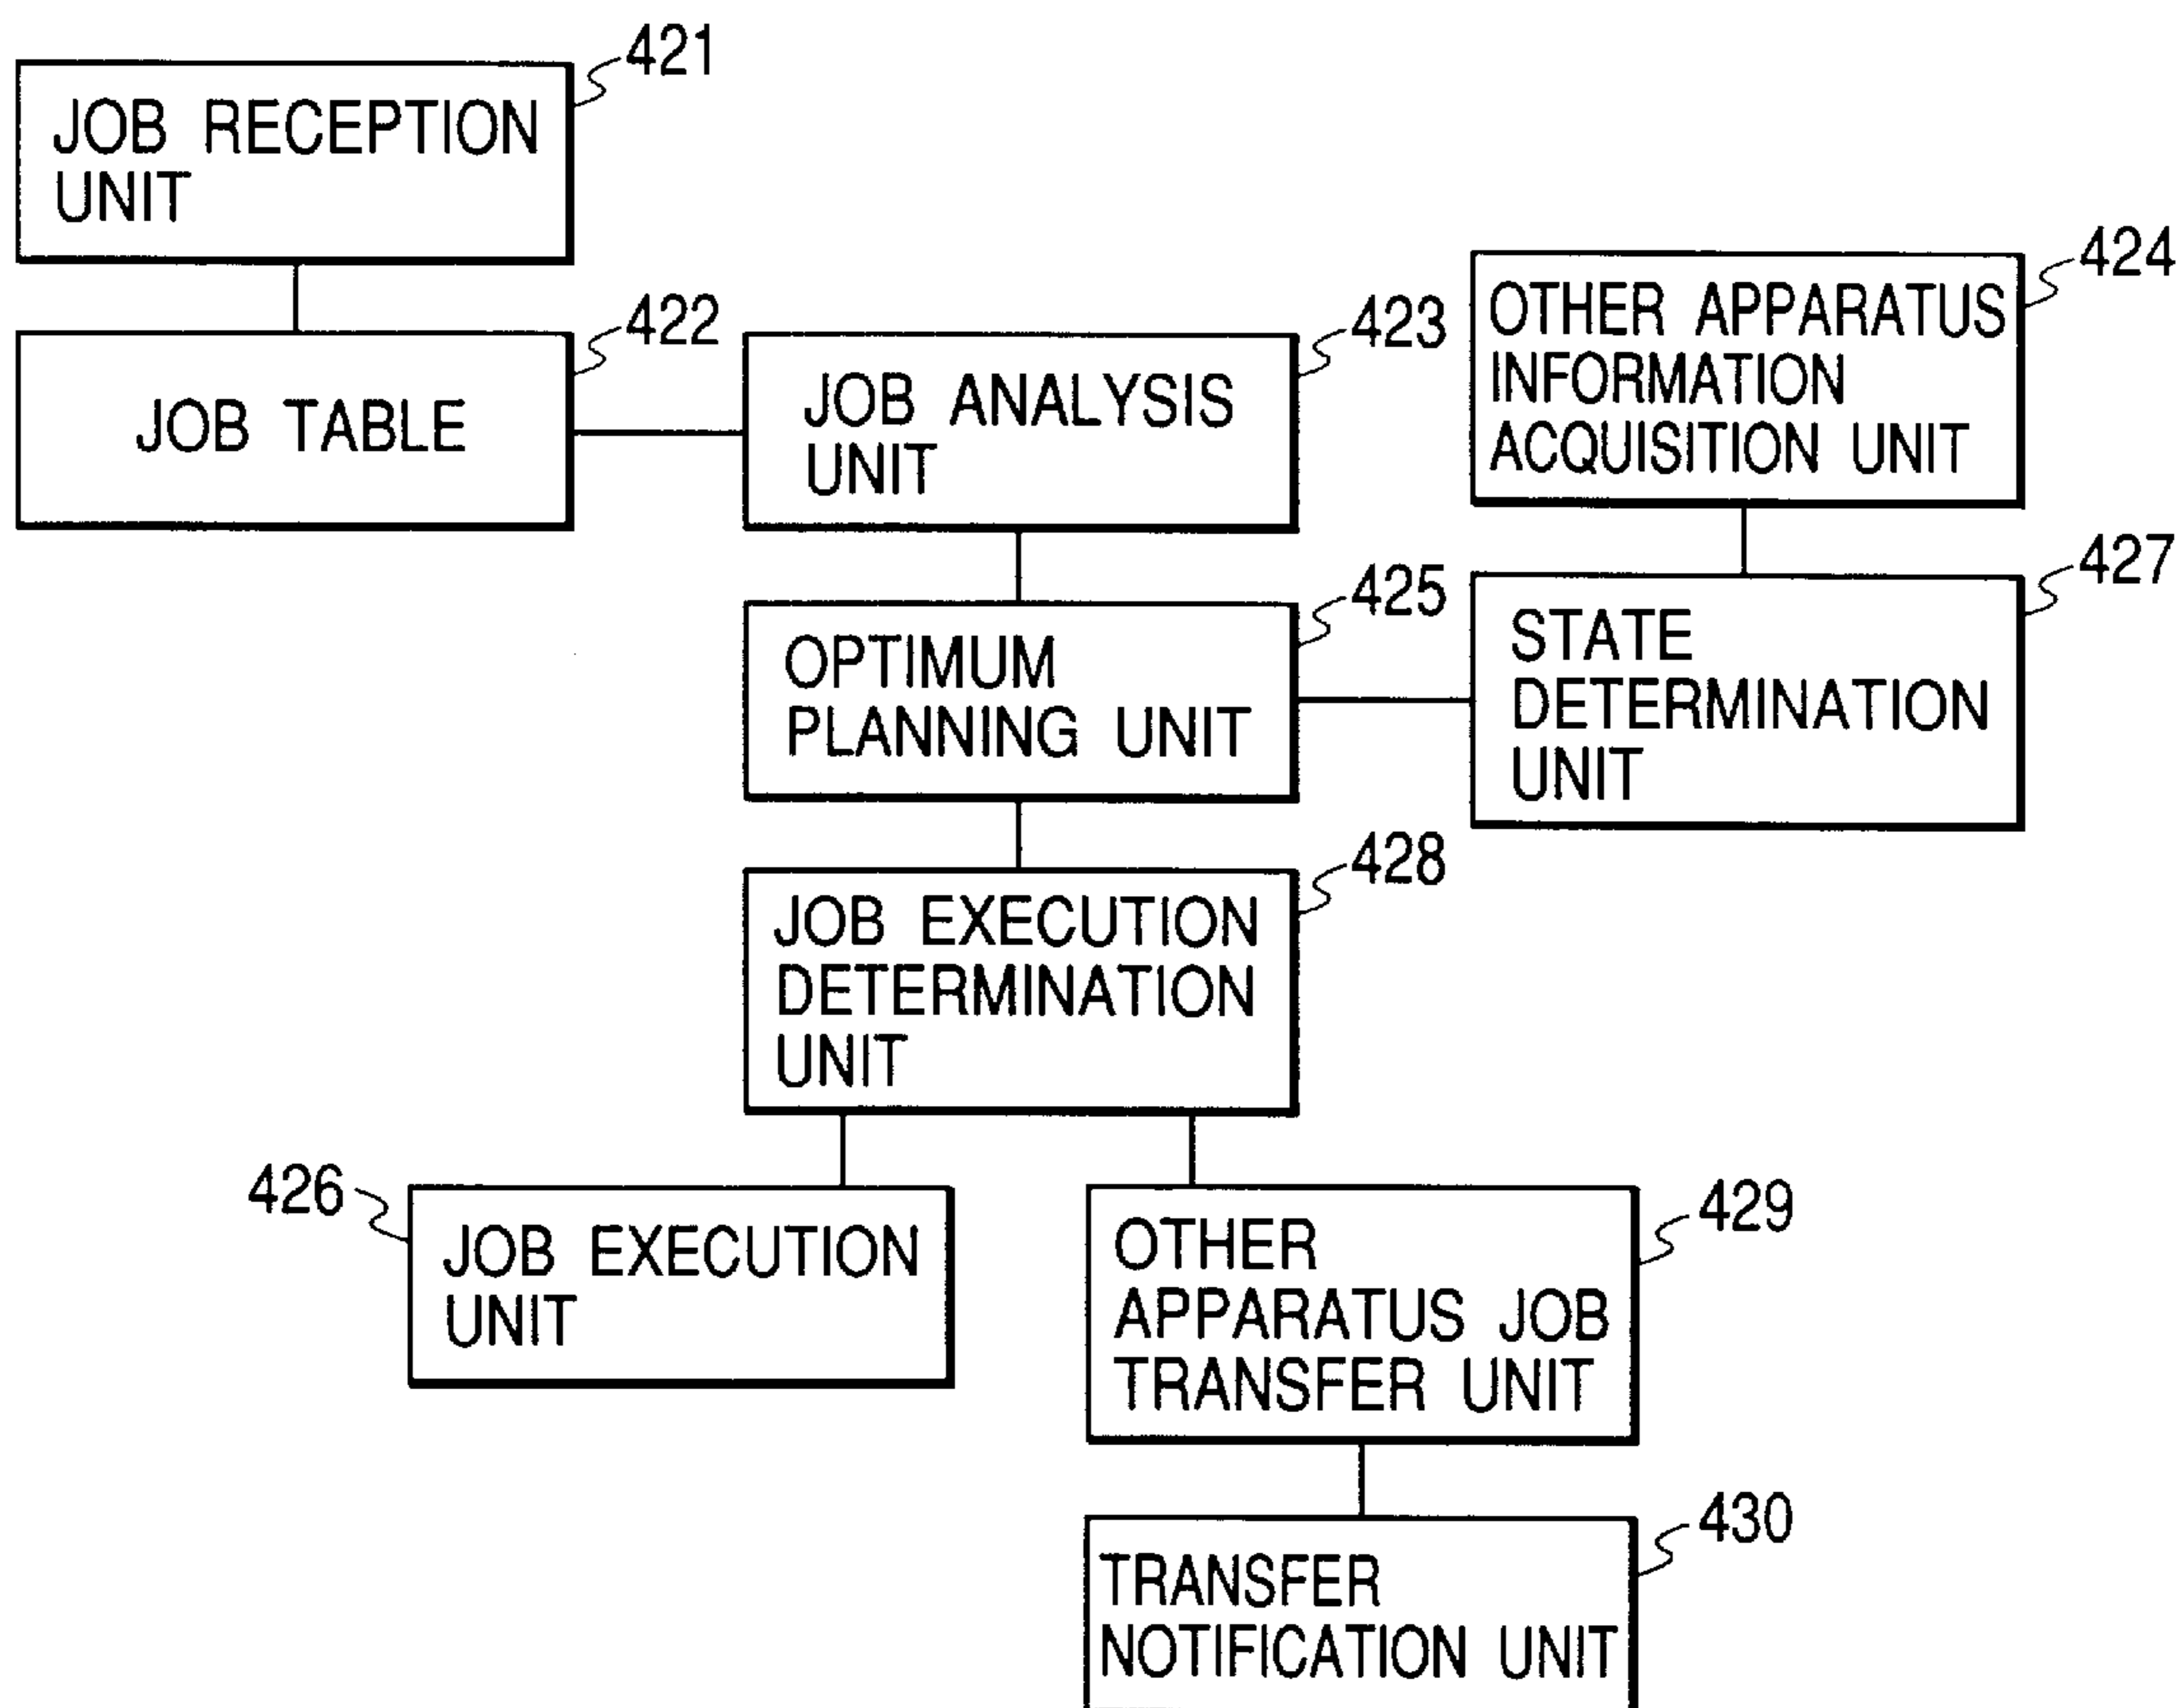 421
JOB RECEPTION
UNIT
422
JOB TABLE
423
JOB ANALYSIS
UNIT
424
OTHER APPARATUS
INFORMATION
ACQUISITION UNIT
425
OPTIMUM
PLANNING UNIT
427
STATE
DETERMINATION
UNIT
428
JOB EXECUTION
DETERMINATION
UNIT
426
JOB EXECUTION
UNIT
429
OTHER
APPARATUS JOB
TRANSFER UNIT
430
TRANSFER
NOTIFICATION UNIT